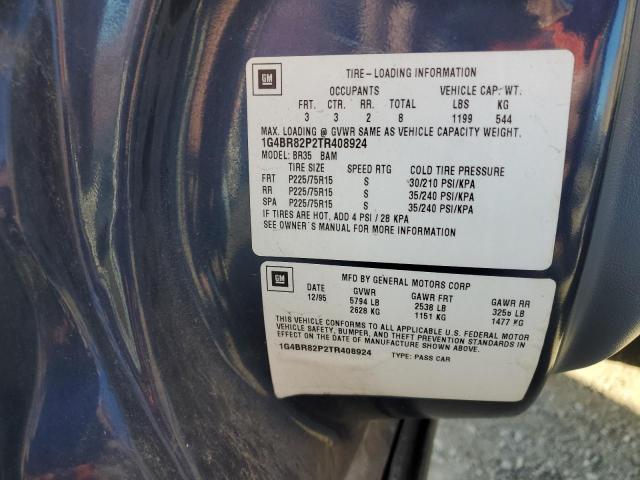 GM
TIRE-LOADING INFORMATION
OCCUPANTS VEHICLE CAP. WT.
FRT. CTR. RR. TOTAL LBS KG
3 3 2 8 1199 544
MAX. LOADING @ GVWR SAME AS VEHICLE CAPACITY WEIGHT.
1G4BR82P2TR408924
MODEL: BR35 BAM
TIRE SIZE SPEED RTG COLD TIRE PRESSURE
FRT P225/75R15 S 30/210 PSI/KPA
RR P225/75R15 S 35/240 PSI/KPA
SPA P225/75R15 S 35/240 PSI/KPA
IF TIRES ARE HOT, ADD 4 PSI / 28 KPA
SEE OWNER'S MANUAL FOR MORE INFORMATION
GM
MFD BY GENERAL MOTORS CORP
DATE GVWR GAWR FRT GAWR RR
12/95 5794 LB 2538 LB 3256 LB
2628 KG 1151 KG 1477 KG
THIS VEHICLE CONFORMS TO ALL APPLICABLE U.S. FEDERAL MOTOR
VEHICLE SAFETY, BUMPER, AND THEFT PREVENTION STANDARDS IN
EFFECT ON THE DATE OF MANUFACTURE SHOWN ABOVE.
1G4BR82P2TR408924 TYPE: PASS CAR